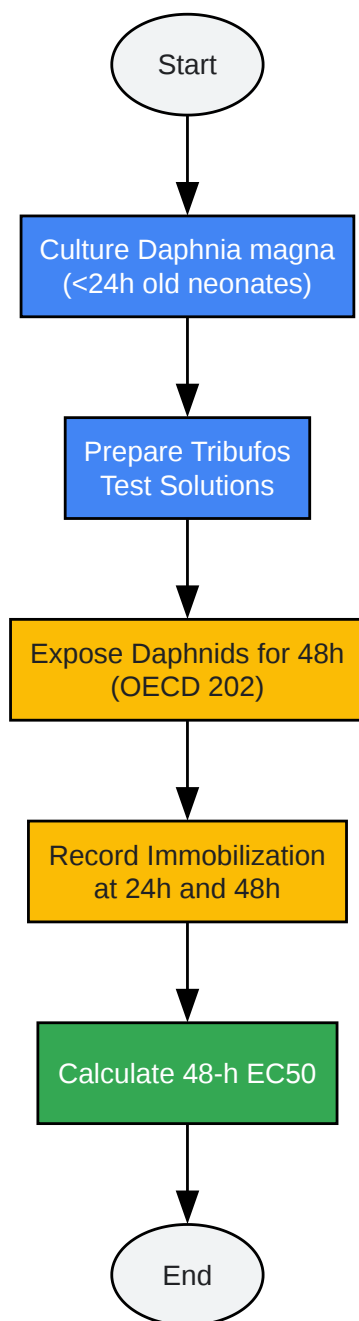 Start
Culture Daphnia magna
(<24h old neonates)
Prepare Tribufos
Test Solutions
Expose Daphnids for 48h
(OECD 202)
Record Immobilization
at 24h and 48h
Calculate 48-h EC50
End